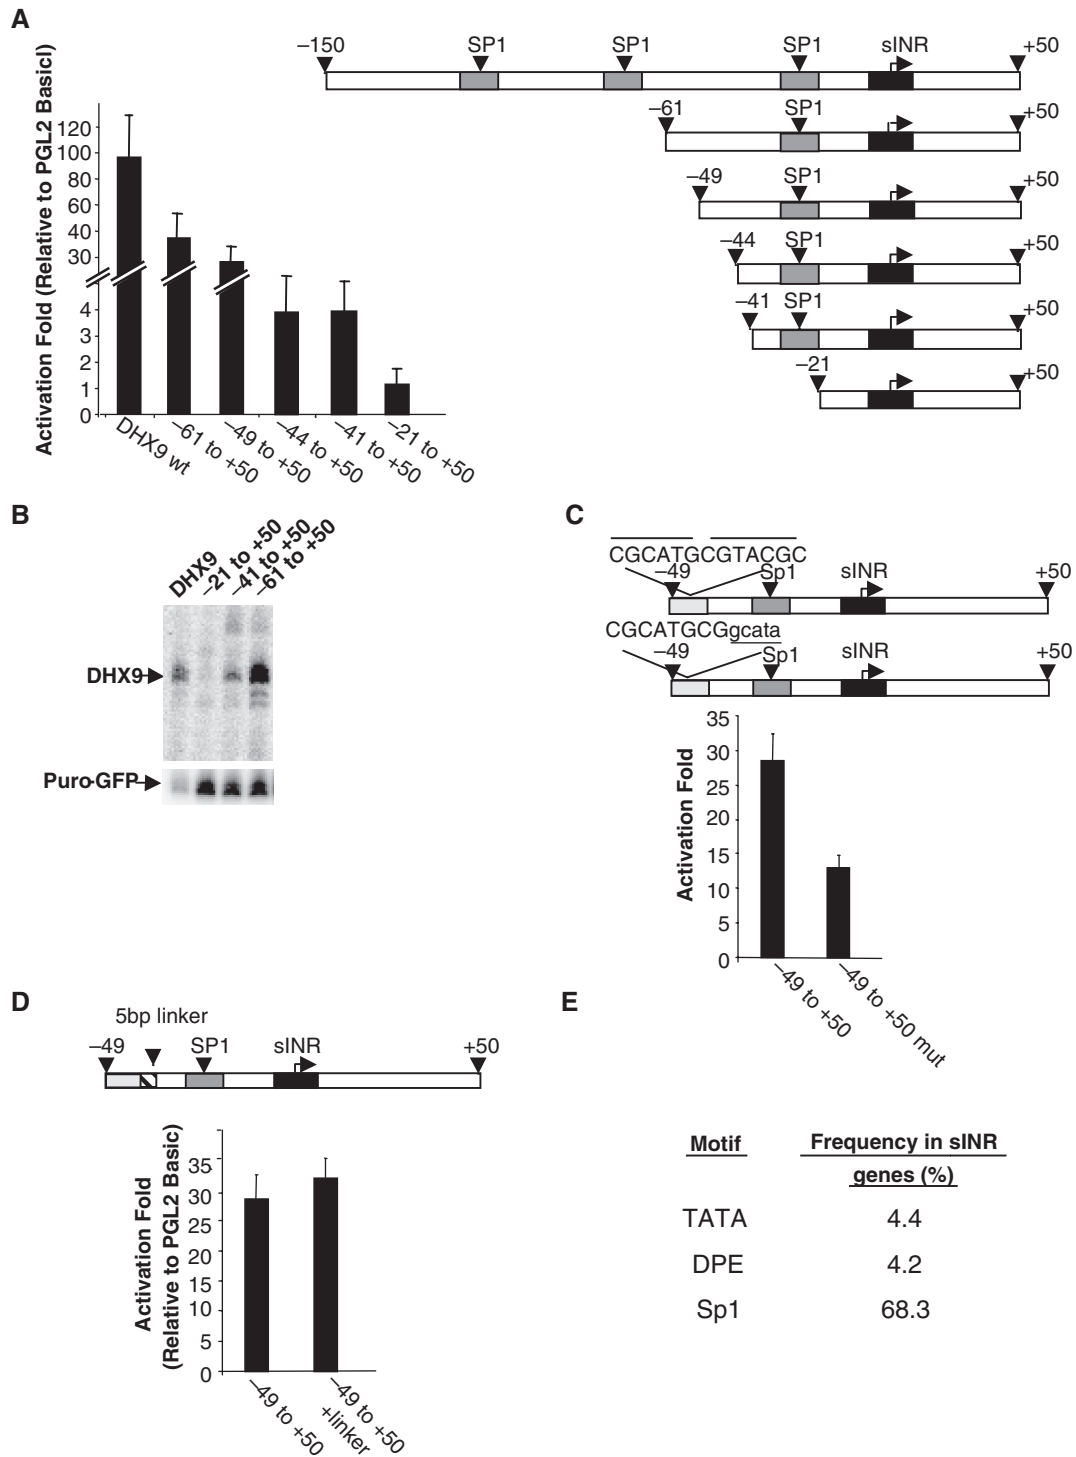 A
Activation Fold (Relative to PGL2 Basicl)
120
100
80
60
40
30
4
3
2
1
0
DHX9 wt
–61 to +50
–49 to +50
–44 to +50
–41 to +50
–21 to +50
–150 SP1 SP1 SP1 sINR +50
–61 SP1 +50
–49 SP1 +50
–44 SP1 +50
–41 SP1 +50
–21 +50
B
DHX9
–21 to +50
–41 to +50
–61 to +50
DHX9
Puro-GFP
C
CGCATGCGTACGC
–49 Sp1 sINR +50
CGCATGCGgcata
–49 Sp1 sINR +50
Activation Fold
35
30
25
20
15
10
5
0
–49 to +50
–49 to +50 mut
D
5bp linker
–49 SP1 sINR +50
Activation Fold
(Relative to PGL2 Basic)
35
30
25
20
15
10
5
0
–49 to +50
–49 to +50
+linker
E
Motif Frequency in sINR
genes (%)
TATA 4.4
DPE 4.2
Sp1 68.3